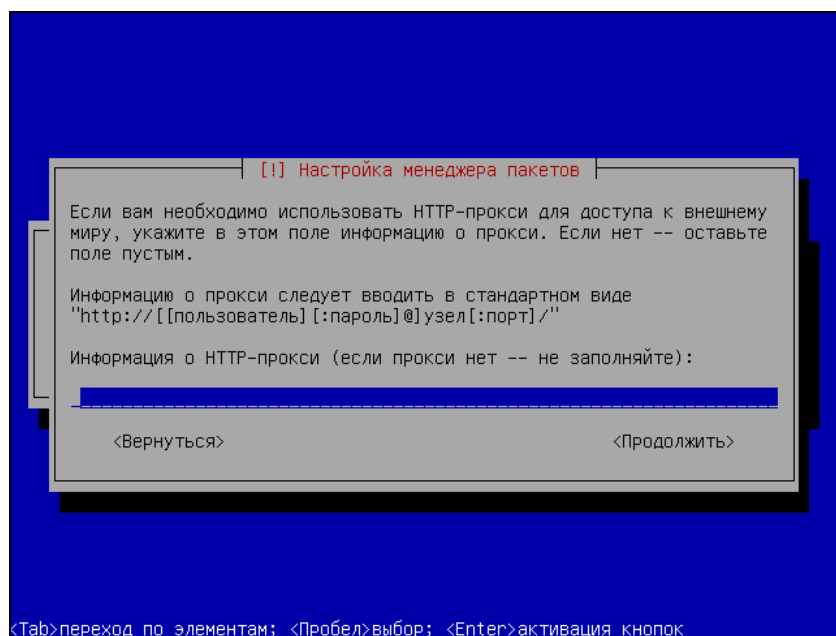 [!] Настройка менеджера пакетов
Если вам необходимо использовать HTTP-прокси для доступа к внешнему
миру, укажите в этом поле информацию о прокси. Если нет -- оставьте
поле пустым.
Информацию о прокси следует вводить в стандартном виде
"http://[[пользователь][:пароль]@]узел[:порт]/"
Информация о HTTP-прокси (если прокси нет -- не заполняйте):
<Вернуться> <Продолжить>
<Tab>переход по элементам; <Пробел>выбор; <Enter>активация кнопок